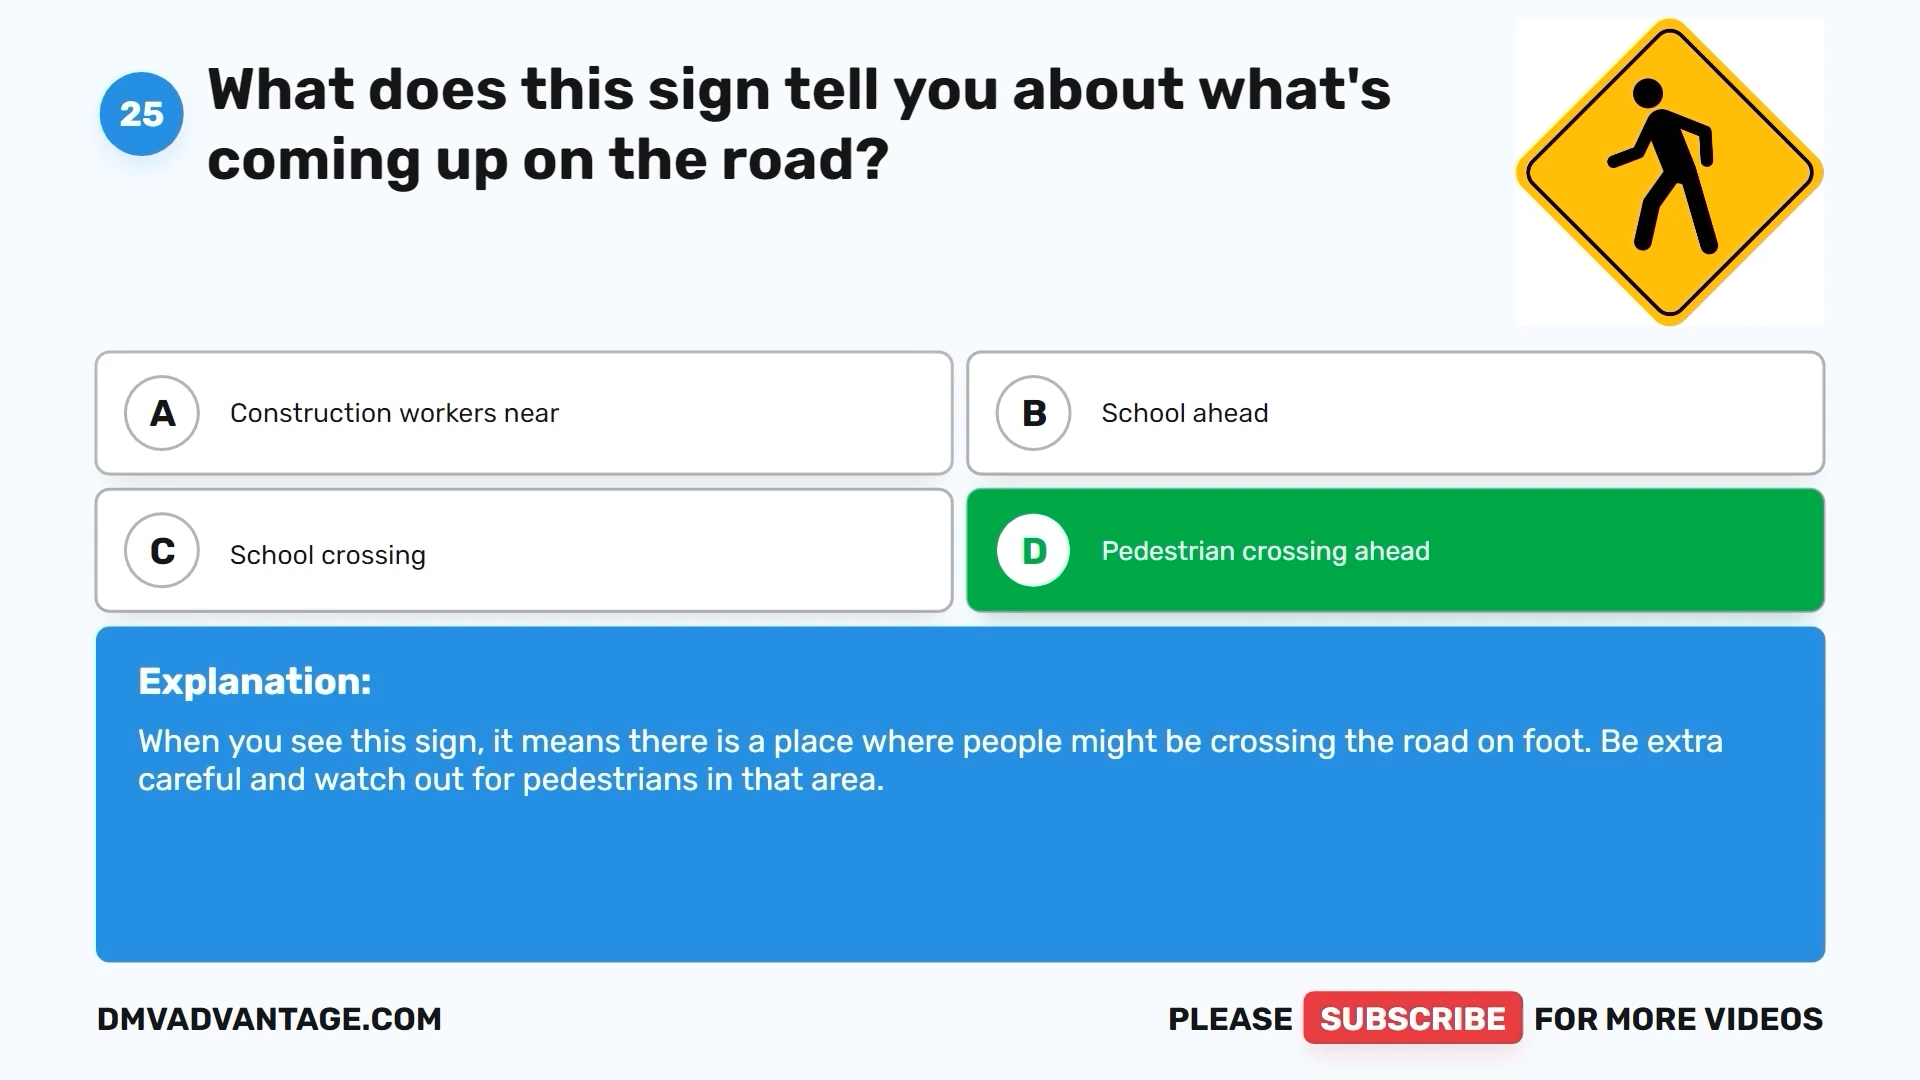 25
What does this sign tell you about what's
coming up on the road?
A Construction workers near
B School ahead
C School crossing
D Pedestrian crossing ahead
Explanation:
When you see this sign, it means there is a place where people might be crossing the road on foot. Be extra
careful and watch out for pedestrians in that area.
DMVADVANTAGE.COM
PLEASE SUBSCRIBE FOR MORE VIDEOS